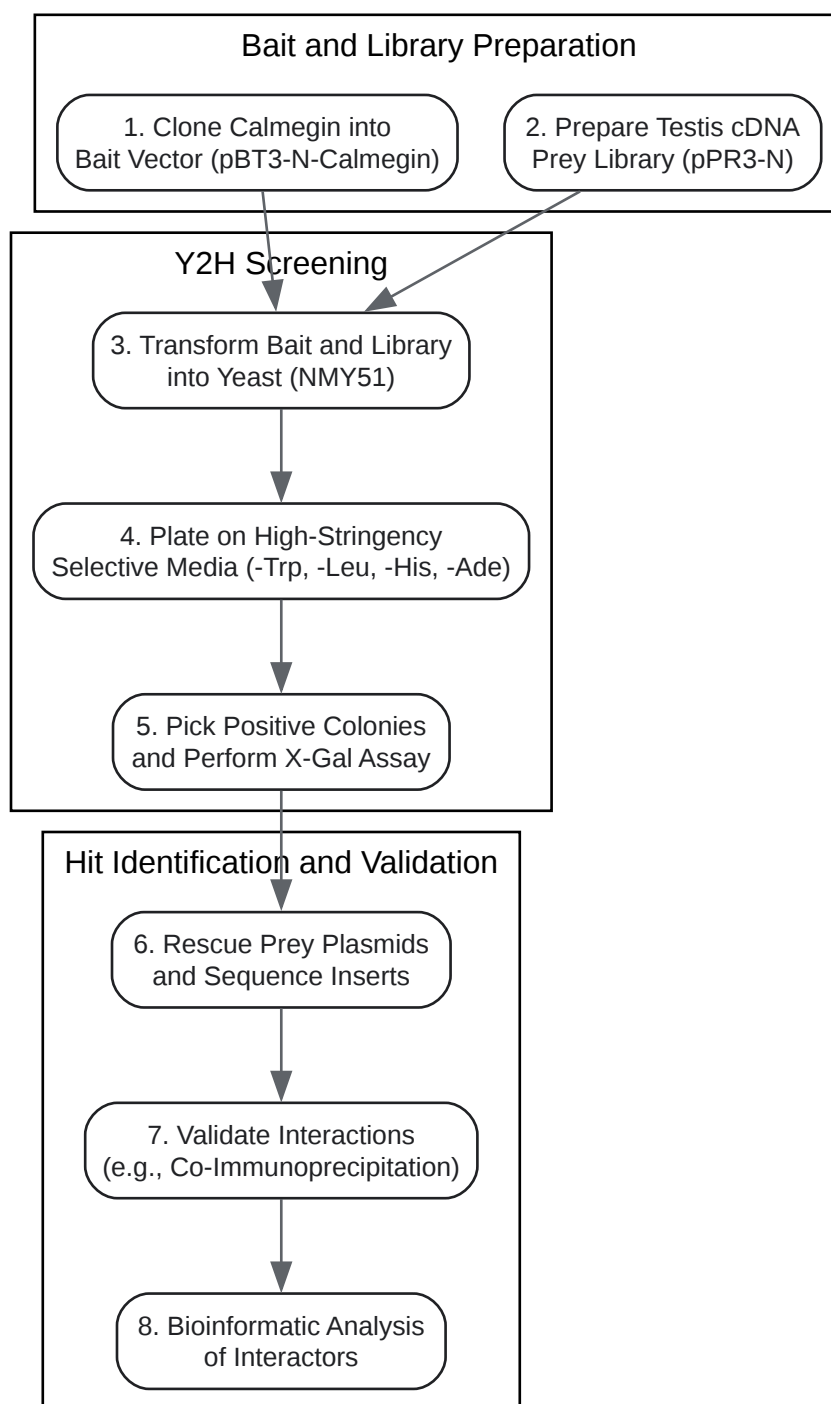 Bait and Library Preparation
1. Clone Calmegin into
Bait Vector (pBT3-N-Calmegin)
2. Prepare Testis cDNA
Prey Library (pPR3-N)
Y2H Screening
3. Transform Bait and Library
into Yeast (NMY51)
4. Plate on High-Stringency
Selective Media (-Trp, -Leu, -His, -Ade)
5. Pick Positive Colonies
and Perform X-Gal Assay
Hit Identification and Validation
6. Rescue Prey Plasmids
and Sequence Inserts
7. Validate Interactions
(e.g., Co-Immunoprecipitation)
8. Bioinformatic Analysis
of Interactors